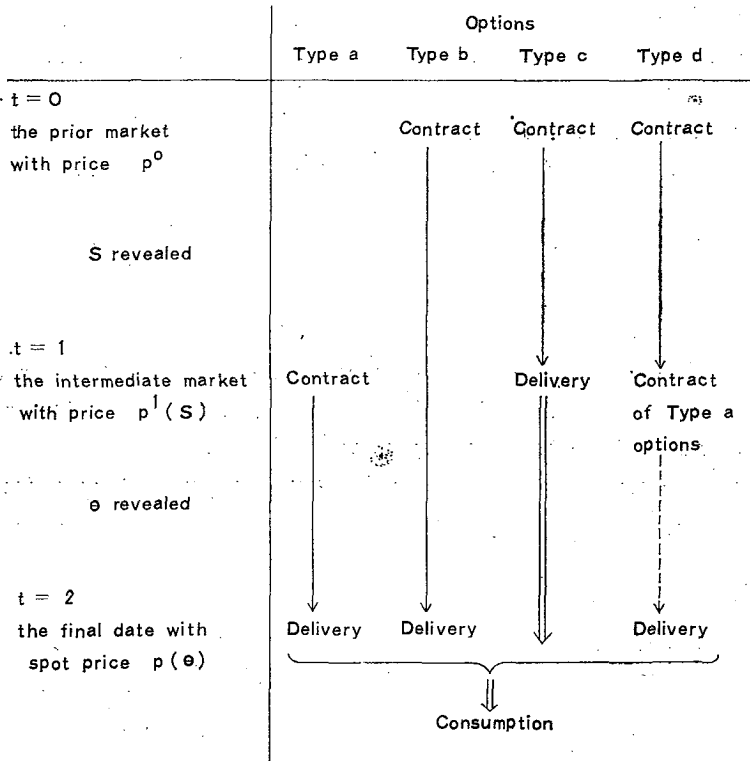 Options
Type a Type b Type c Type d
t = 0
the prior market Contract Contract Contract
with price p⁰
S revealed
t = 1
the intermediate market Contract Delivery Contract
with price p¹(S) of Type a
options
θ revealed
t = 2
the final date with Delivery Delivery Delivery
spot price p(θ)
Consumption